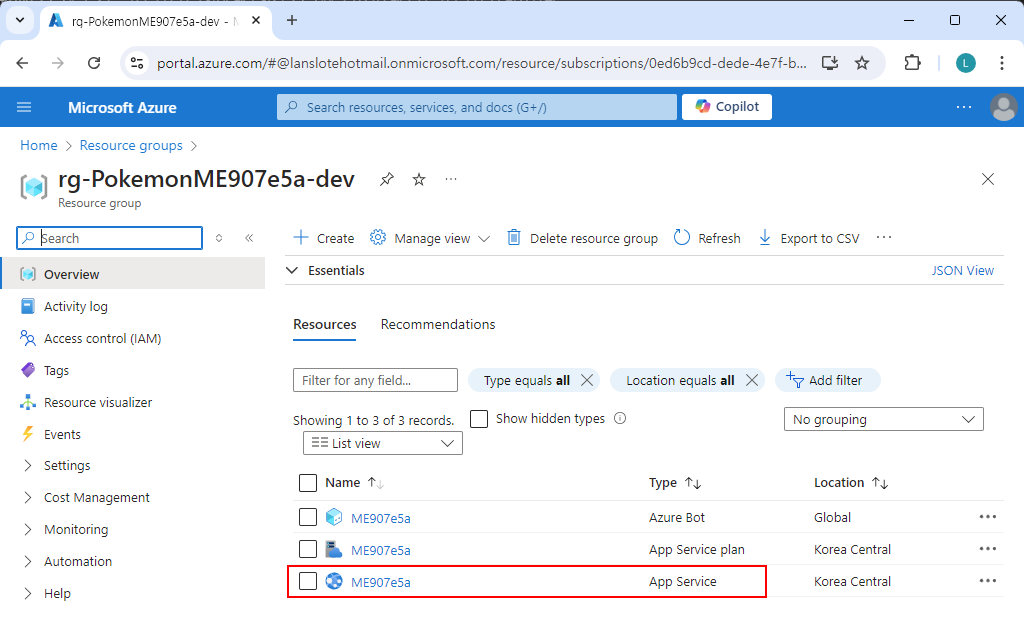 rg-PokemonME907e5a-dev -
portal.azure.com/#@lanslotehotmail.onmicrosoft.com/resource/subscriptions/0ed6b9cd-dede-4e7f-b...
L
Microsoft Azure
Search resources, services, and docs (G+/)
Copilot
Home > Resource groups >
rg-PokemonME907e5a-dev
Resource group
Search
Overview
Activity log
Access control (IAM)
Tags
Resource visualizer
Events
Settings
Cost Management
Monitoring
Automation
Help
Create
Manage view
Delete resource group
Refresh
Export to CSV
Essentials
JSON View
Resources
Recommendations
Filter for any field...
Type equals all
Location equals all
Add filter
Showing 1 to 3 of 3 records.
Show hidden types
No grouping
List view
Name Type Location
ME907e5a Azure Bot Global
ME907e5a App Service plan Korea Central
ME907e5a App Service Korea Central